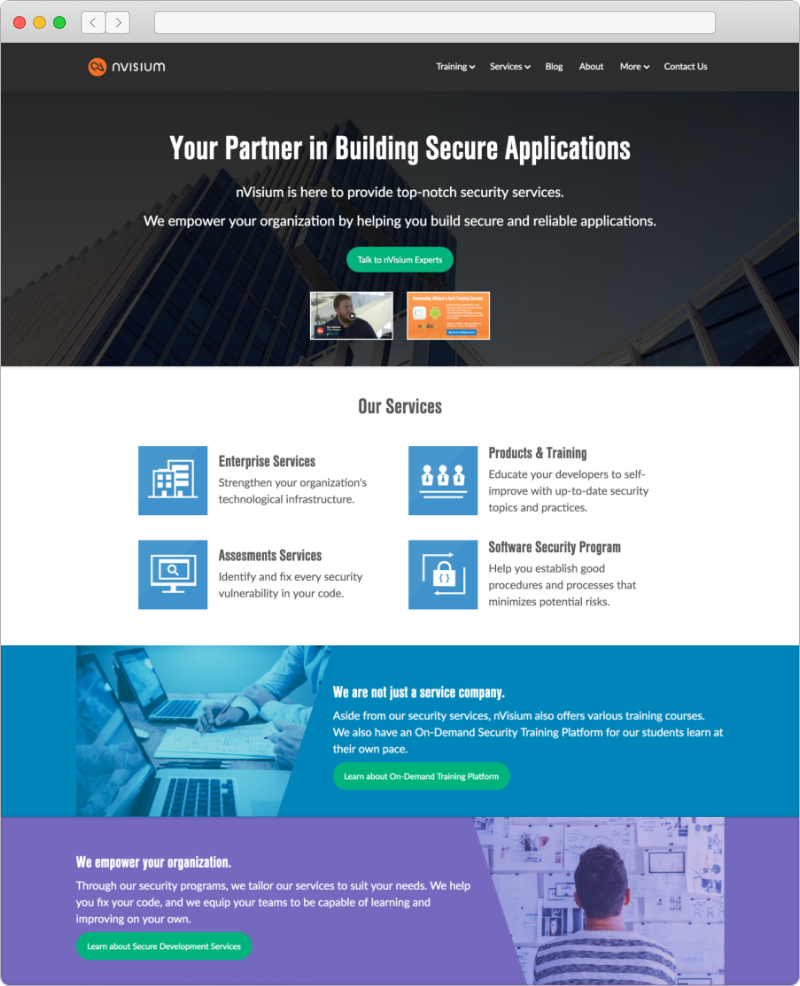 nVISIUM
Training Services Blog About More Contact Us
Your Partner in Building Secure Applications
nVisium is here to provide top-notch security services.
We empower your organization by helping you build secure and reliable applications.
Talk to nVisium Experts
Our Services
Enterprise Services
Strengthen your organization's
technological infrastructure.
Products & Training
Educate your developers to self-
improve with up-to-date security
topics and practices.
Assesments Services
Identify and fix every security
vulnerability in your code.
Software Security Program
Help you establish good
procedures and processes that
minimizes potential risks.
We are not just a service company.
Aside from our security services, nVisium also offers various training courses.
We also have an On-Demand Security Training Platform for our students learn at
their own pace.
Learn about On-Demand Training Platform
We empower your organization.
Through our security programs, we tailor our services to suit your needs. We help
you fix your code, and we equip your teams to be capable of learning and
improving on your own.
Learn about Secure Development Services